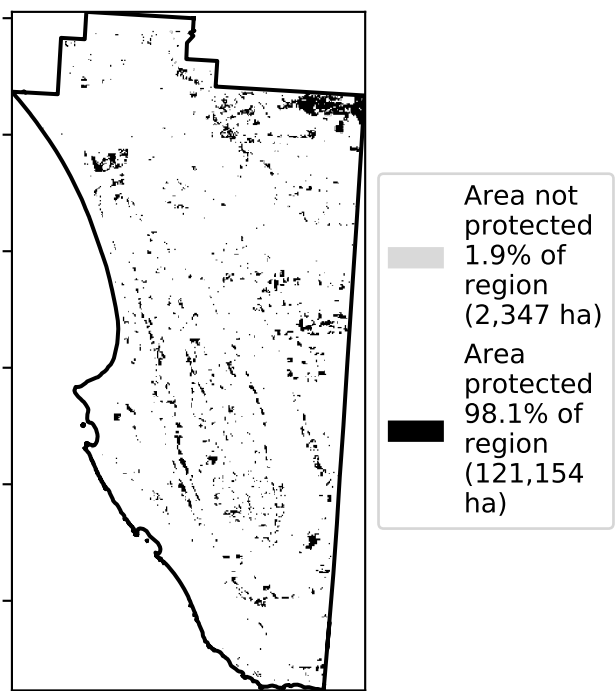 Area not
protected
1.9% of
region
(2,347 ha)
Area
protected
98.1% of
region
(121,154
ha)